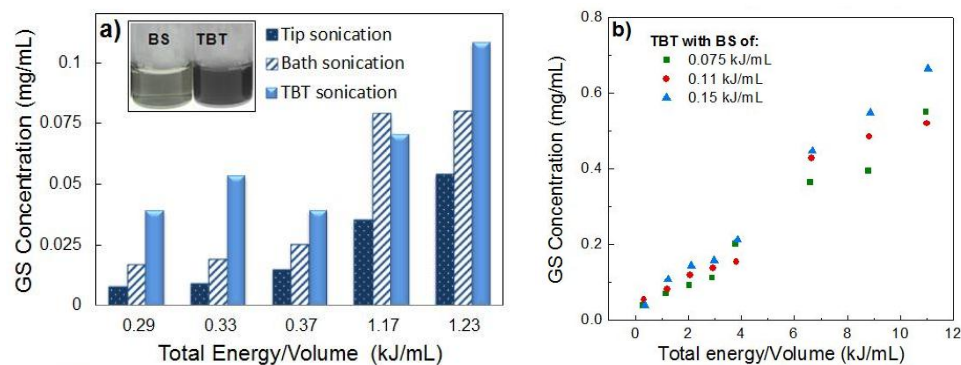 a)
BS TBT
Tip sonication
Bath sonication
TBT sonication
GS Concentration (mg/mL)
0.1
0.075
0.05
0.025
0
0.29 0.33 0.37 1.17 1.23
Total Energy/Volume (kJ/mL)
b)
TBT with BS of:
0.075 kJ/mL
0.11 kJ/mL
0.15 kJ/mL
GS Concentration (mg/mL)
0.8
0.6
0.4
0.2
0.0
0 2 4 6 8 10 12
Total energy/Volume (kJ/mL)